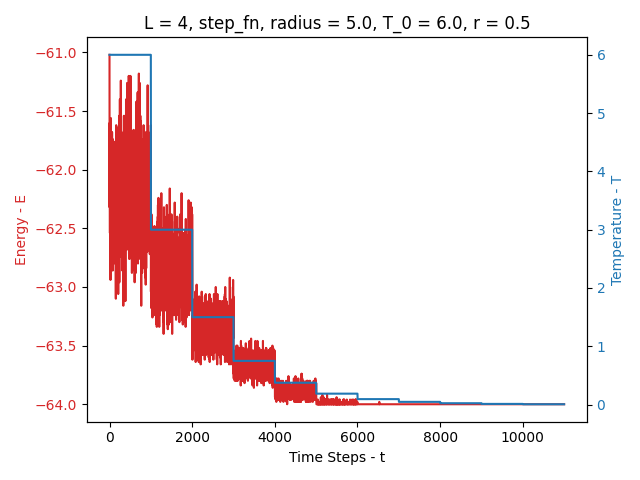 L = 4, step_fn, radius = 5.0, T_0 = 6.0, r = 0.5
Energy - E
−61.0
−61.5
−62.0
−62.5
−63.0
−63.5
−64.0
6
5
4
3
2
1
0
Temperature - T
0 2000 4000 6000 8000 10000
Time Steps - t